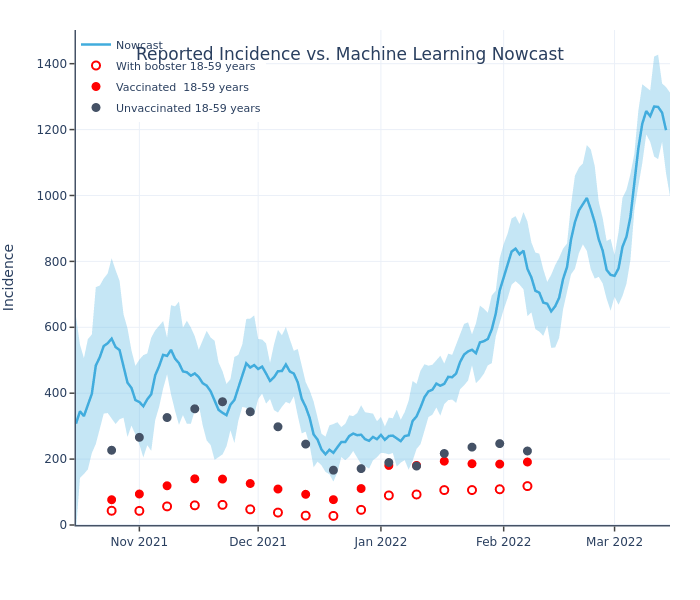 Reported Incidence vs. Machine Learning Nowcast
Nowcast
With booster 18-59 years
Vaccinated  18-59 years
Unvaccinated 18-59 years
Incidence
1400
1200
1000
800
600
400
200
0
Nov 2021
Dec 2021
Jan 2022
Feb 2022
Mar 2022